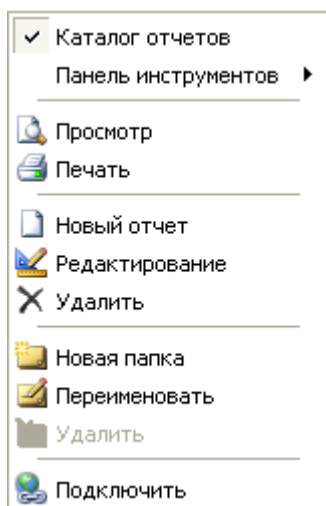 Каталог отчетов
Панель инструментов
Просмотр
Печать
Новый отчет
Редактирование
Удалить
Новая папка
Переименовать
Удалить
Подключить